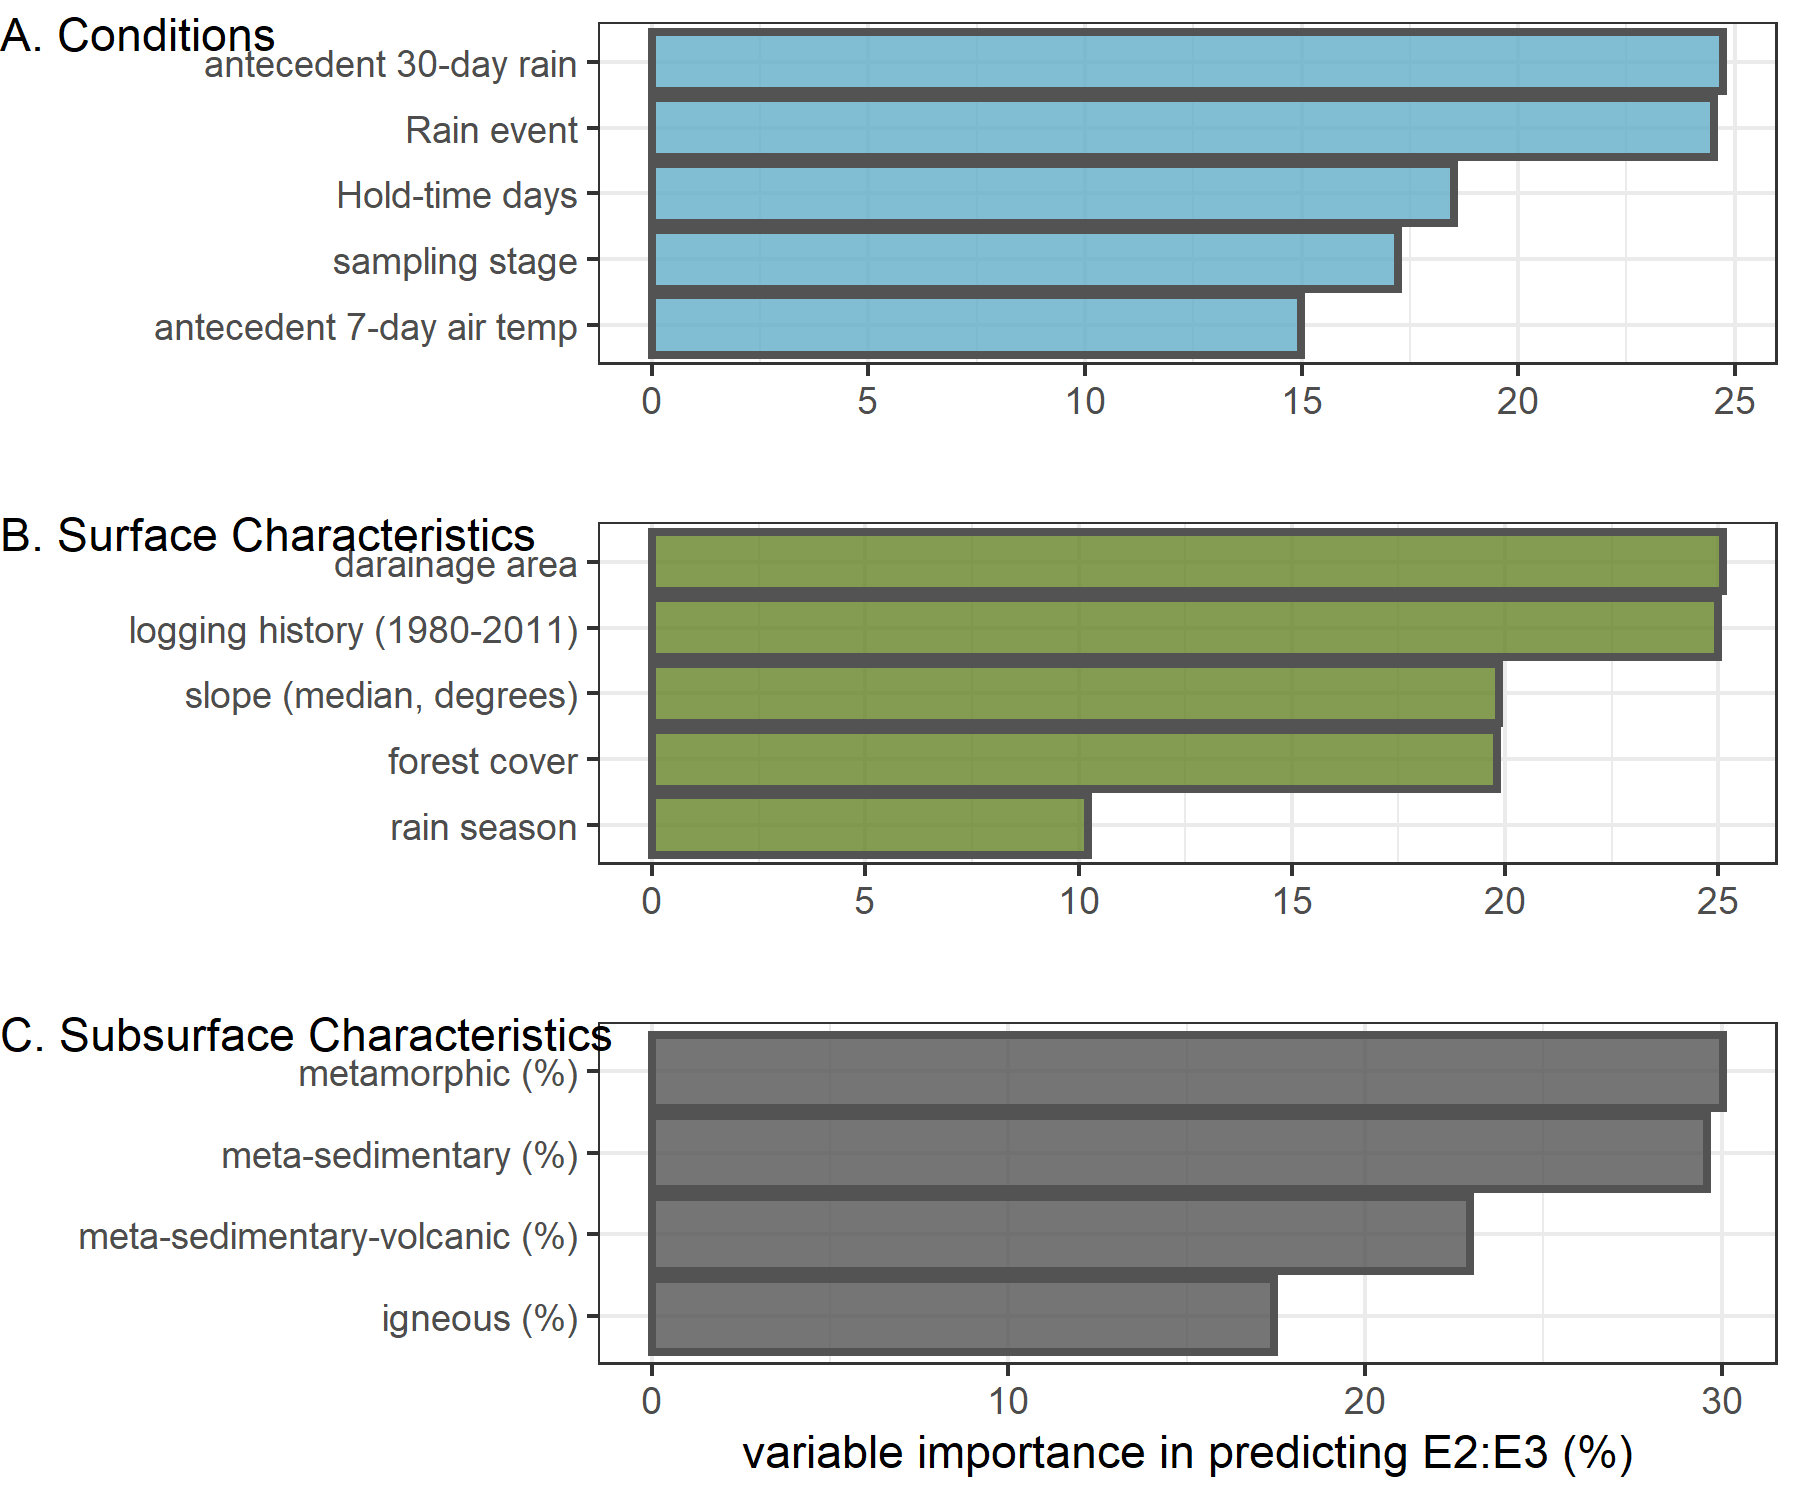 A. Conditions
antecedent 30-day rain
Rain event
Hold-time days
sampling stage
antecedent 7-day air temp
0 5 10 15 20 25
B. Surface Characteristics
darainage area
logging history (1980-2011)
slope (median, degrees)
forest cover
rain season
0 5 10 15 20 25
C. Subsurface Characteristics
metamorphic (%)
meta-sedimentary (%)
meta-sedimentary-volcanic (%)
igneous (%)
0 10 20 30
variable importance in predicting E2:E3 (%)